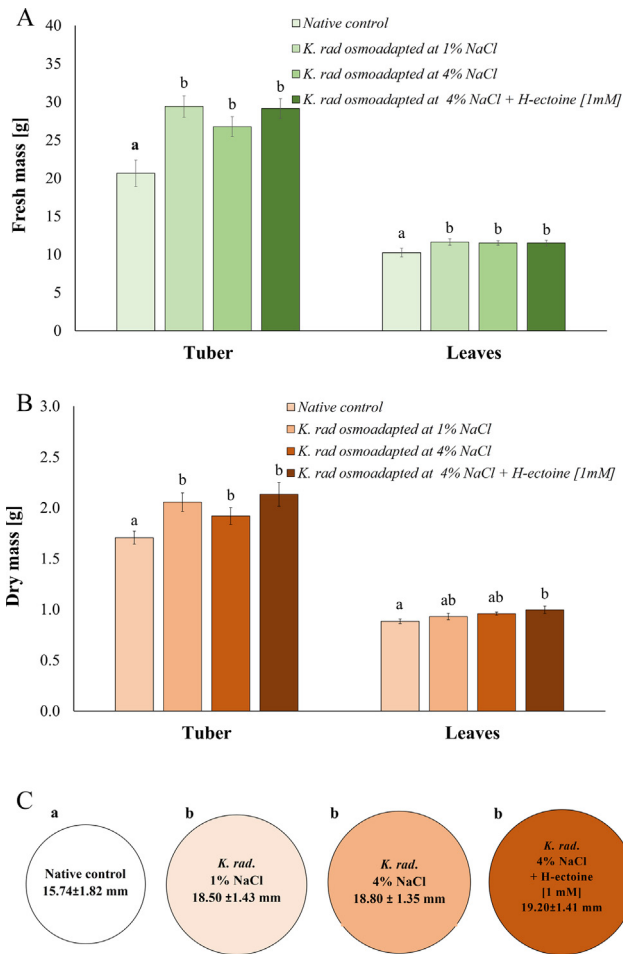 A
Native control
K. rad osmoadapted at 1% NaCl
K. rad osmoadapted at 4% NaCl
K. rad osmoadapted at 4% NaCl + H-ectoine [1mM]
Fresh mass [g]
40
35
30
25
20
15
10
5
0
a b b b
a b b b
Tuber Leaves
B
Native control
K. rad osmoadapted at 1% NaCl
K. rad osmoadapted at 4% NaCl
K. rad osmoadapted at 4% NaCl + H-ectoine [1mM]
Dry mass [g]
3.0
2.5
2.0
1.5
1.0
0.5
0.0
a b b b
a ab ab b
Tuber Leaves
C
a
Native control
15.74±1.82 mm
b
K. rad.
1% NaCl
18.50 ±1.43 mm
b
K. rad.
4% NaCl
18.80 ± 1.35 mm
b
K. rad.
4% NaCl
+ H-ectoine
[1 mM]
19.20±1.41 mm